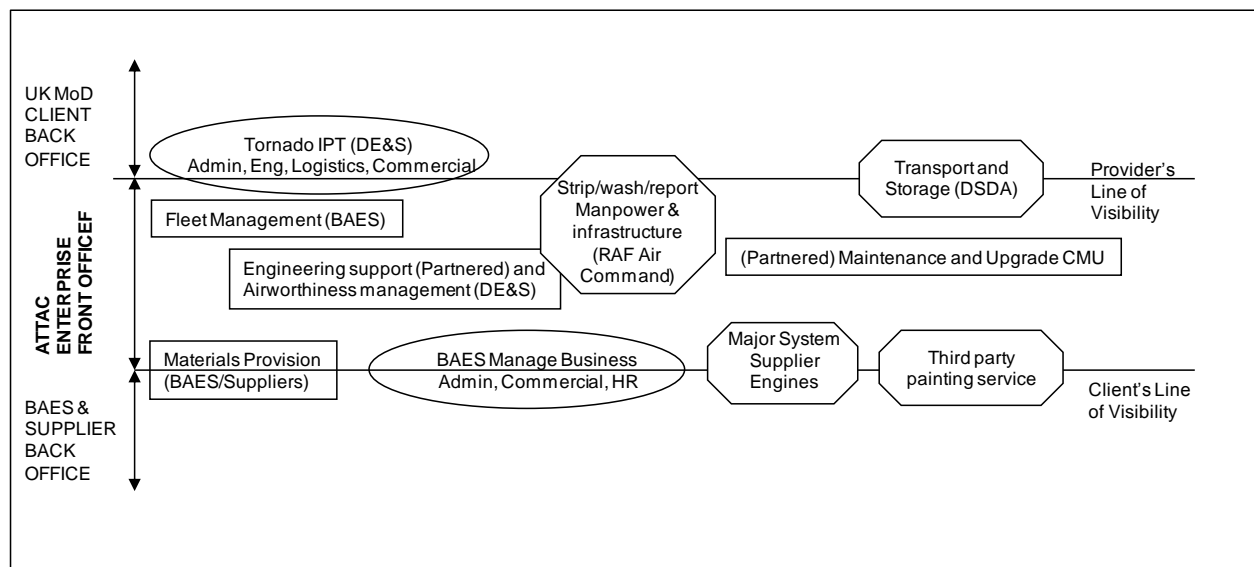 UK MoD
CLIENT
BACK
OFFICE
Tornado IPT (DE&S)
Admin, Eng, Logistics, Commercial
Strip/wash/report
Manpower &
infrastructure
(RAF Air
Command)
Transport and
Storage (DSDA)
Provider's
Line of
Visibility
ATTAC
ENTERPRISE
FRONT OFFICEF
Fleet Management (BAES)
Engineering support (Partnered) and
Airworthiness management (DE&S)
(Partnered) Maintenance and Upgrade CMU
Materials Provision
(BAES/Suppliers)
BAES Manage Business
Admin, Commercial, HR
Major System
Supplier
Engines
Third party
painting service
Client's Line
of Visibility
BAES &
SUPPLIER
BACK
OFFICE